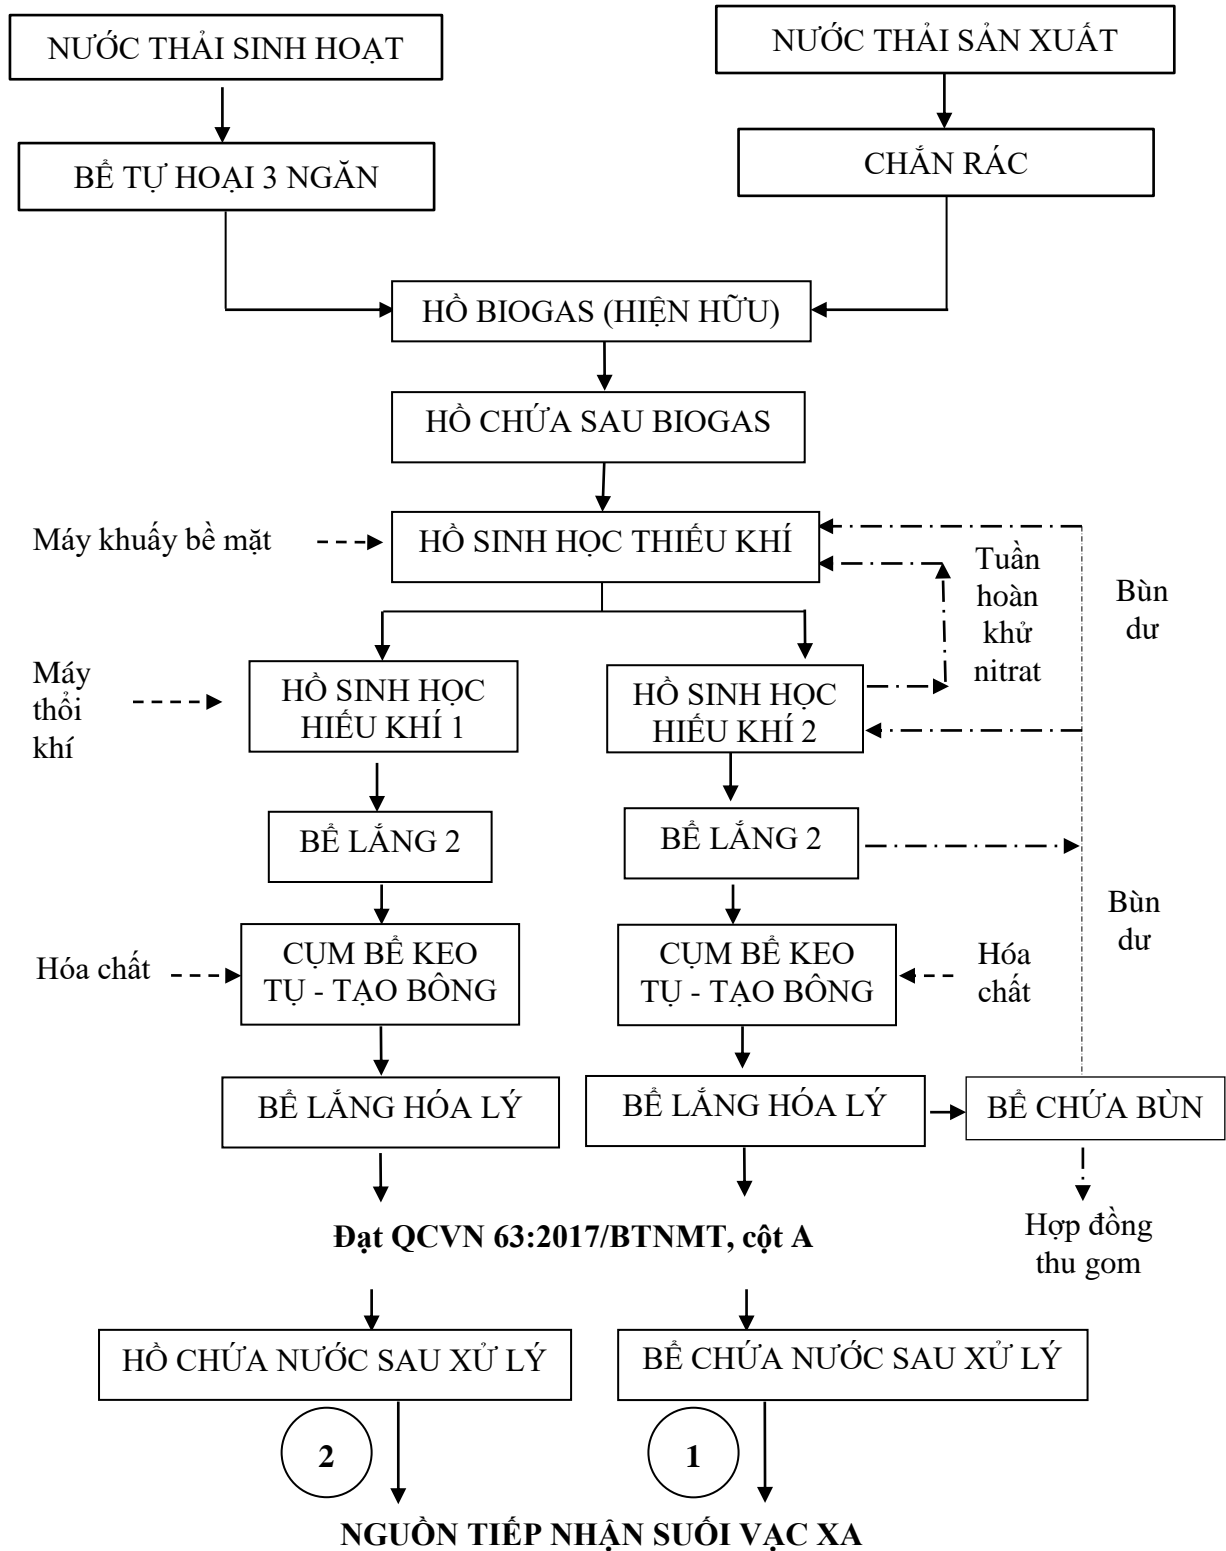 NƯỚC THẢI SINH HOẠT
NƯỚC THẢI SẢN XUẤT
BỂ TỰ HOẠI 3 NGĂN
CHẮN RÁC
HỒ BIOGAS (HIỆN HỮU)
HỒ CHỨA SAU BIOGAS
Máy khuấy bề mặt
HỒ SINH HỌC THIẾU KHÍ
Tuần
hoàn
khử
nitrat
Bùn
dư
Máy
thổi
khí
HỒ SINH HỌC
HIẾU KHÍ 1
HỒ SINH HỌC
HIẾU KHÍ 2
BỂ LẮNG 2
BỂ LẮNG 2
Bùn
dư
Hóa chất
CỤM BỂ KEO
TỤ - TẠO BÔNG
CỤM BỂ KEO
TỤ - TẠO BÔNG
Hóa
chất
BỂ LẮNG HÓA LÝ
BỂ LẮNG HÓA LÝ
BỂ CHỨA BÙN
Đạt QCVN 63:2017/BTNMT, cột A
Hợp đồng
thu gom
HỒ CHỨA NƯỚC SAU XỬ LÝ
BỂ CHỨA NƯỚC SAU XỬ LÝ
2
1
NGUỒN TIẾP NHẬN SUỐI VẠC XA